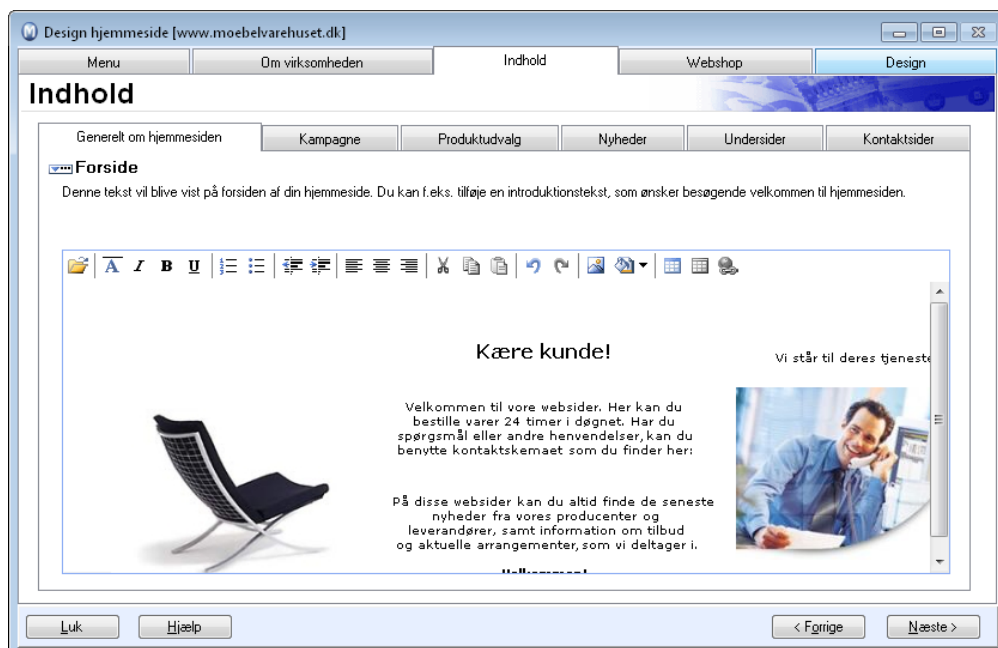 Design hjemmeside [www.moebelvarehuset.dk]
Menu
Om virksomheden
Indhold
Webshop
Design
Indhold
Generelt om hjemmesiden
Kampagne
Produktudvalg
Nyheder
Undersider
Kontaktsider
Forside
Denne tekst vil blive vist på forsiden af din hjemmeside. Du kan f.eks. tilføje en introduktionstekst, som ønsker besøgende velkommen til hjemmesiden.
A I B U
Kære kunde!
Vi står til deres tjeneste
Velkommen til vore websider. Her kan du
bestille varer 24 timer i døgnet. Har du
spørgsmål eller andre henvendelser, kan du
benytte kontaktskemaet som du finder her:
På disse websider kan du altid finde de seneste
nyheder fra vores producenter og
leverandører, samt information om tilbud
og aktuelle arrangementer, som vi deltager i.
Luk
Hjælp
< Forrige
Næste >